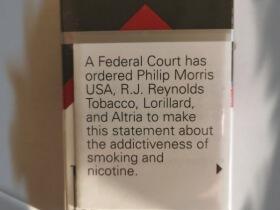 A Federal Court has
ordered Philip Morris
USA, R.J. Reynolds
Tobacco, Lorillard,
and Altria to make
this statement about
the addictiveness of
smoking and
nicotine.